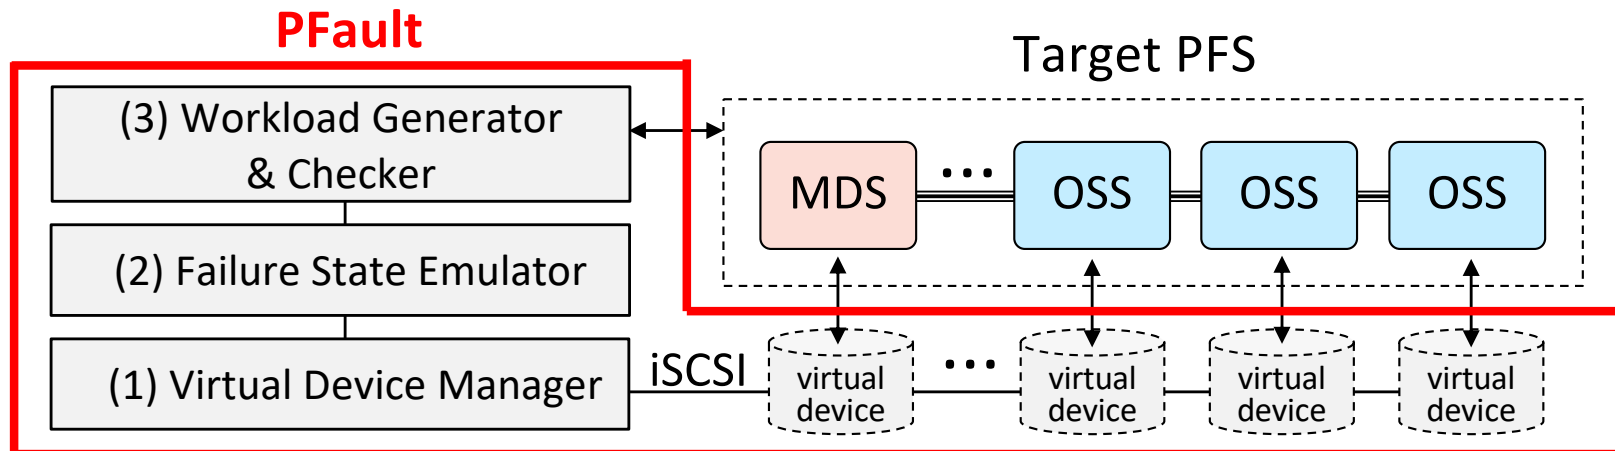 PFault
Target PFS
(3) Workload Generator
& Checker
MDS
...
OSS
OSS
OSS
(2) Failure State Emulator
(1) Virtual Device Manager
iSCSI
virtual
device
...
virtual
device
virtual
device
virtual
device